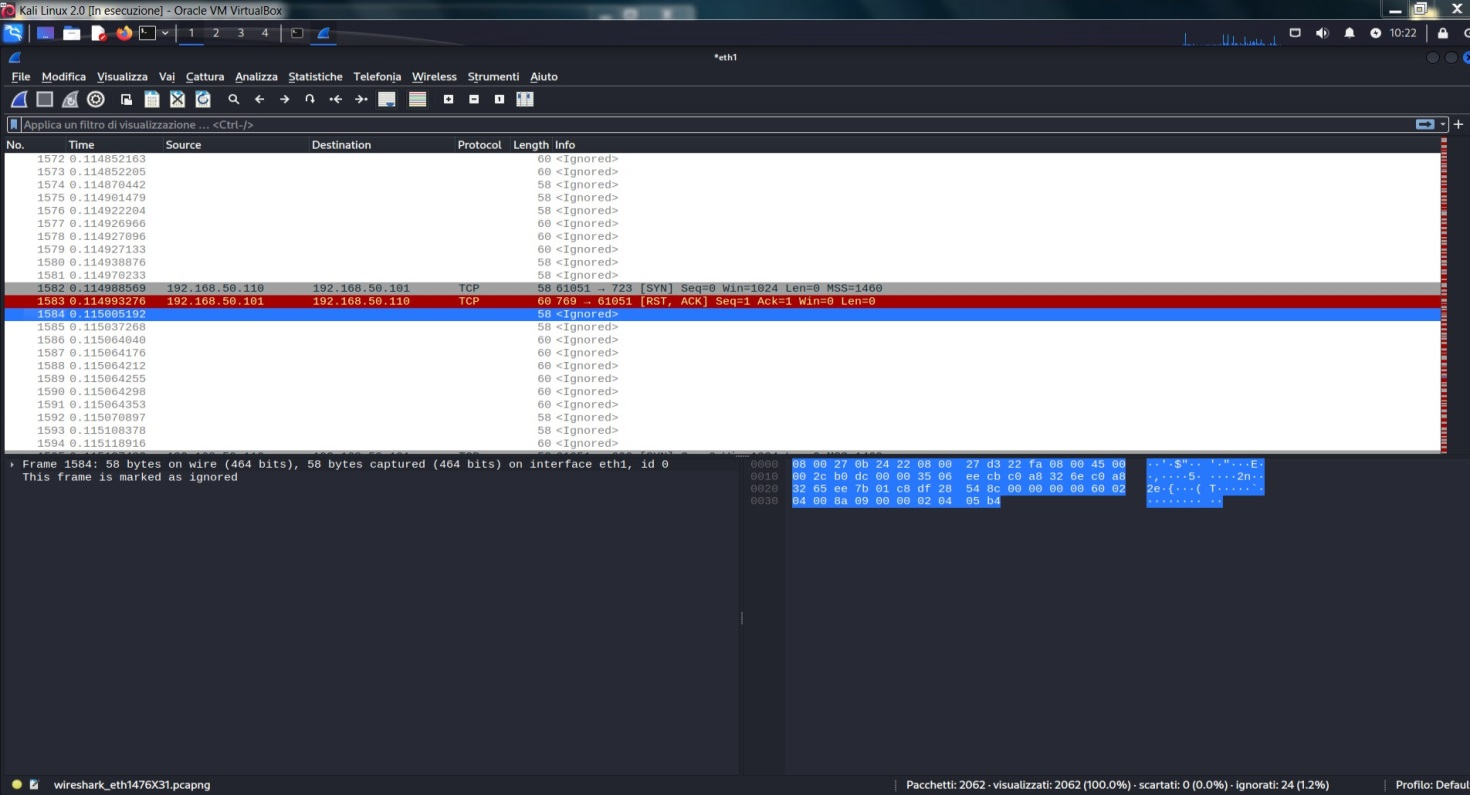 Kali Linux 2.0 [In esecuzione] - Oracle VM VirtualBox
1 2 3 4 10:22
*eth1
File Modifica Visualizza Vai Cattura Analizza Statistiche Telefonia Wireless Strumenti Aiuto
Applica un filtro di visualizzazione ... <Ctrl-/>
No. Time Source Destination Protocol Length Info
1572 0.114852163 60 <Ignored>
1573 0.114852205 60 <Ignored>
1574 0.114870442 58 <Ignored>
1575 0.114901479 58 <Ignored>
1576 0.114922204 58 <Ignored>
1577 0.114926966 60 <Ignored>
1578 0.114927096 60 <Ignored>
1579 0.114927133 60 <Ignored>
1580 0.114938876 58 <Ignored>
1581 0.114970233 58 <Ignored>
1582 0.114988569 192.168.50.110 192.168.50.101 TCP 58 61051 → 723 [SYN] Seq=0 Win=1024 Len=0 MSS=1460
1583 0.114993276 192.168.50.101 192.168.50.110 TCP 60 769 → 61051 [RST, ACK] Seq=1 Ack=1 Win=0 Len=0
1584 0.115005192 58 <Ignored>
1585 0.115037268 58 <Ignored>
1586 0.115064040 60 <Ignored>
1587 0.115064176 60 <Ignored>
1588 0.115064212 60 <Ignored>
1589 0.115064255 60 <Ignored>
1590 0.115064298 60 <Ignored>
1591 0.115064353 60 <Ignored>
1592 0.115070897 58 <Ignored>
1593 0.115108378 58 <Ignored>
1594 0.115118916 60 <Ignored>
Frame 1584: 58 bytes on wire (464 bits), 58 bytes captured (464 bits) on interface eth1, id 0
This frame is marked as ignored
0000 08 00 27 0b 24 22 08 00 27 d3 22 fa 08 00 45 00 ··'·$"·· '·"···E·
0010 00 2c b0 dc 00 00 35 06 ee cb c0 a8 32 6e c0 a8 ·,····5· ····2n··
0020 32 65 ee 7b 01 c8 df 28 54 8c 00 00 00 00 60 02 2e·{···( T·····`·
0030 04 00 8a 09 00 00 02 04 05 b4 ········ ··
wireshark_eth1476X31.pcapng
Pacchetti: 2062 · visualizzati: 2062 (100.0%) · scartati: 0 (0.0%) · ignorati: 24 (1.2%)
Profilo: Defaul